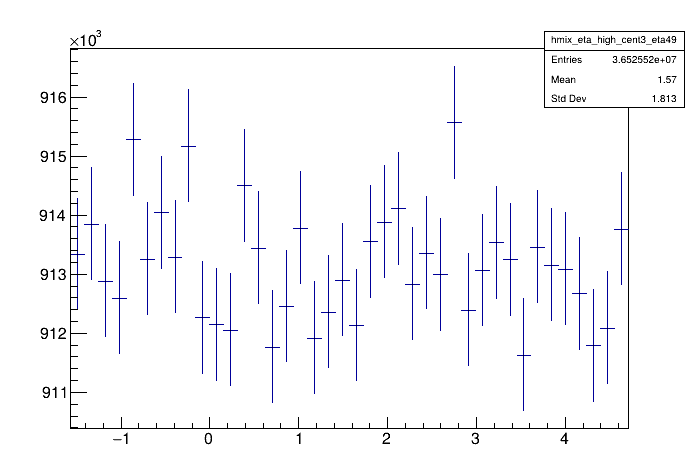 ×10³
hmix_eta_high_cent3_eta49
Entries 3.652552e+07
Mean 1.57
Std Dev 1.813
916
915
914
913
912
911
−1 0 1 2 3 4